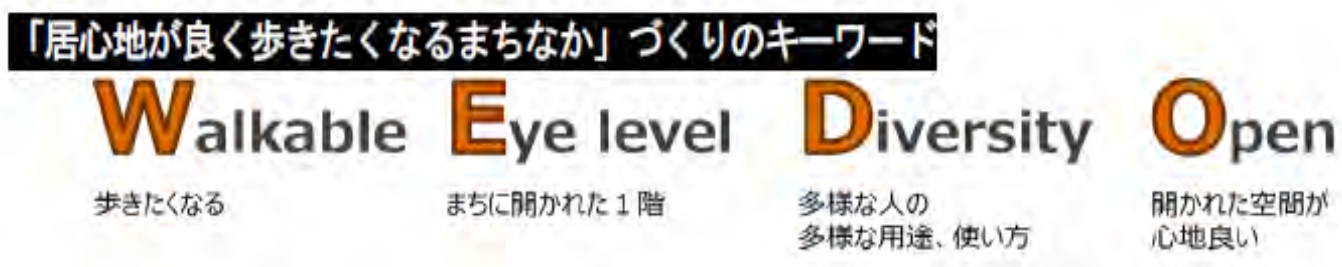 「居心地が良く歩きたくなるまちなか」づくりのキーワード
Walkable Eye level Diversity Open
歩きたくなる まちに開かれた1階 多様な人の 開かれた空間が
多様な用途、使い方 心地良い